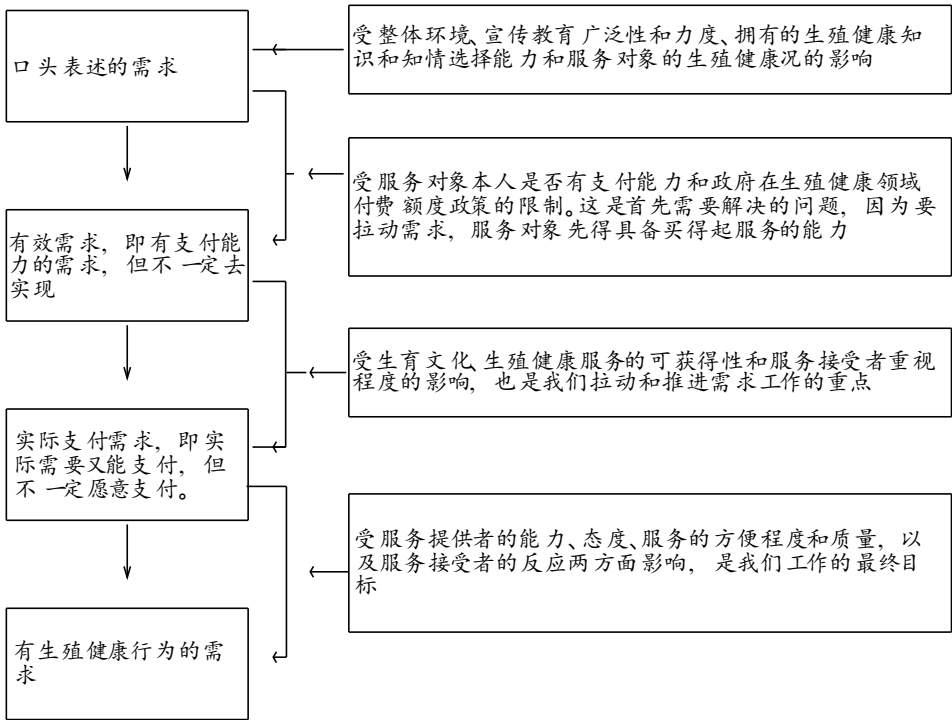 口头表述的需求
受整体环境、宣传教育广泛性和力度、拥有的生殖健康知
识和知情选择能力和服务对象的生殖健康况的影响
受服务对象本人是否有支付能力和政府在生殖健康领域
付费额度政策的限制。这是首先需要解决的问题，因为要
拉动需求，服务对象先得具备买得起服务的能力
有效需求，即有支付能
力的需求，但不一定去
实现
受生育文化、生殖健康服务的可获得性和服务接受者重视
程度的影响，也是我们拉动和推进需求工作的重点
实际支付需求，即实
际需要又能支付，但
不一定愿意支付。
受服务提供者的能力、态度、服务的方便程度和质量，以
及服务接受者的反应两方面影响，是我们工作的最终目
标
有生殖健康行为的需
求